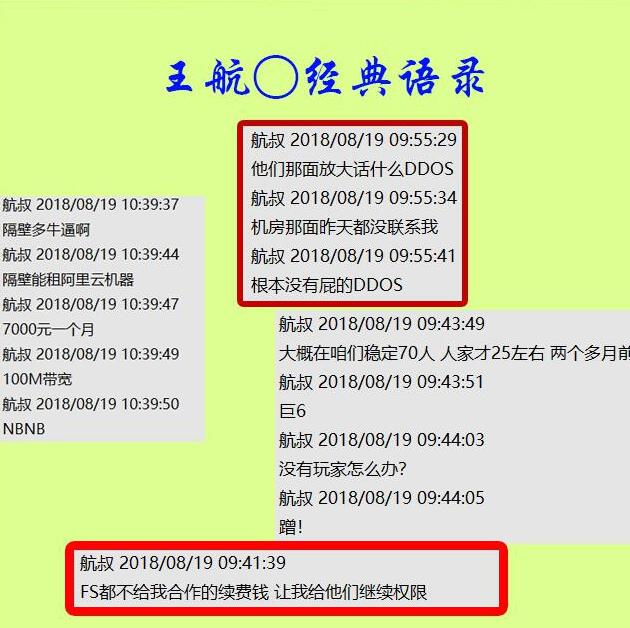 王航〇经典语录
航叔 2018/08/19 09:55:29
他们那面放大话什么DDOS
航叔 2018/08/19 09:55:34
机房那面昨天都没联系我
航叔 2018/08/19 09:55:41
根本没有屁的DDOS
航叔 2018/08/19 10:39:37
隔壁多牛逼啊
航叔 2018/08/19 10:39:44
隔壁能租阿里云机器
航叔 2018/08/19 10:39:47
7000元一个月
航叔 2018/08/19 10:39:49
100M带宽
航叔 2018/08/19 10:39:50
NBNB
航叔 2018/08/19 09:43:49
大概在咱们稳定70人 人家才25左右 两个多月前
航叔 2018/08/19 09:43:51
巨6
航叔 2018/08/19 09:44:03
没有玩家怎么办?
航叔 2018/08/19 09:44:05
蹭!
航叔 2018/08/19 09:41:39
FS都不给我合作的续费钱 让我给他们继续权限